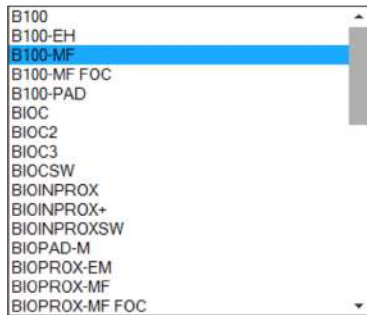 B100
B100-EH
B100-MF
B100-MF FOC
B100-PAD
BIOC
BIOC2
BIOC3
BIOCSW
BIOINPROX
BIOINPROX+
BIOINPROXSW
BIOPAD-M
BIOPROX-EM
BIOPROX-MF
BIOPROX-MF FOC